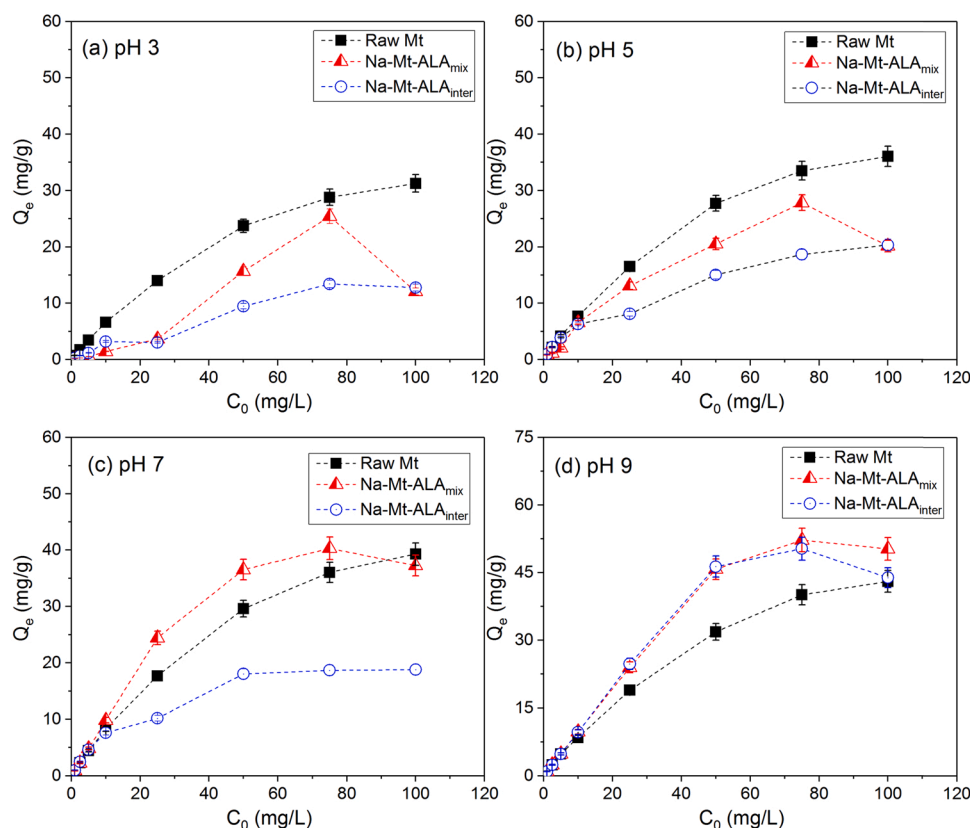 (a) pH 3
Raw Mt
Na-Mt-ALAmix
Na-Mt-ALAinter
60
50
40
30
20
10
0
Qe (mg/g)
0 20 40 60 80 100 120
C0 (mg/L)
(b) pH 5
Raw Mt
Na-Mt-ALAmix
Na-Mt-ALAinter
60
50
40
30
20
10
0
Qe (mg/g)
0 20 40 60 80 100 120
C0 (mg/L)
(c) pH 7
Raw Mt
Na-Mt-ALAmix
Na-Mt-ALAinter
60
50
40
30
20
10
0
Qe (mg/g)
0 20 40 60 80 100 120
C0 (mg/L)
(d) pH 9
Raw Mt
Na-Mt-ALAmix
Na-Mt-ALAinter
75
60
45
30
15
0
Qe (mg/g)
0 20 40 60 80 100 120
C0 (mg/L)